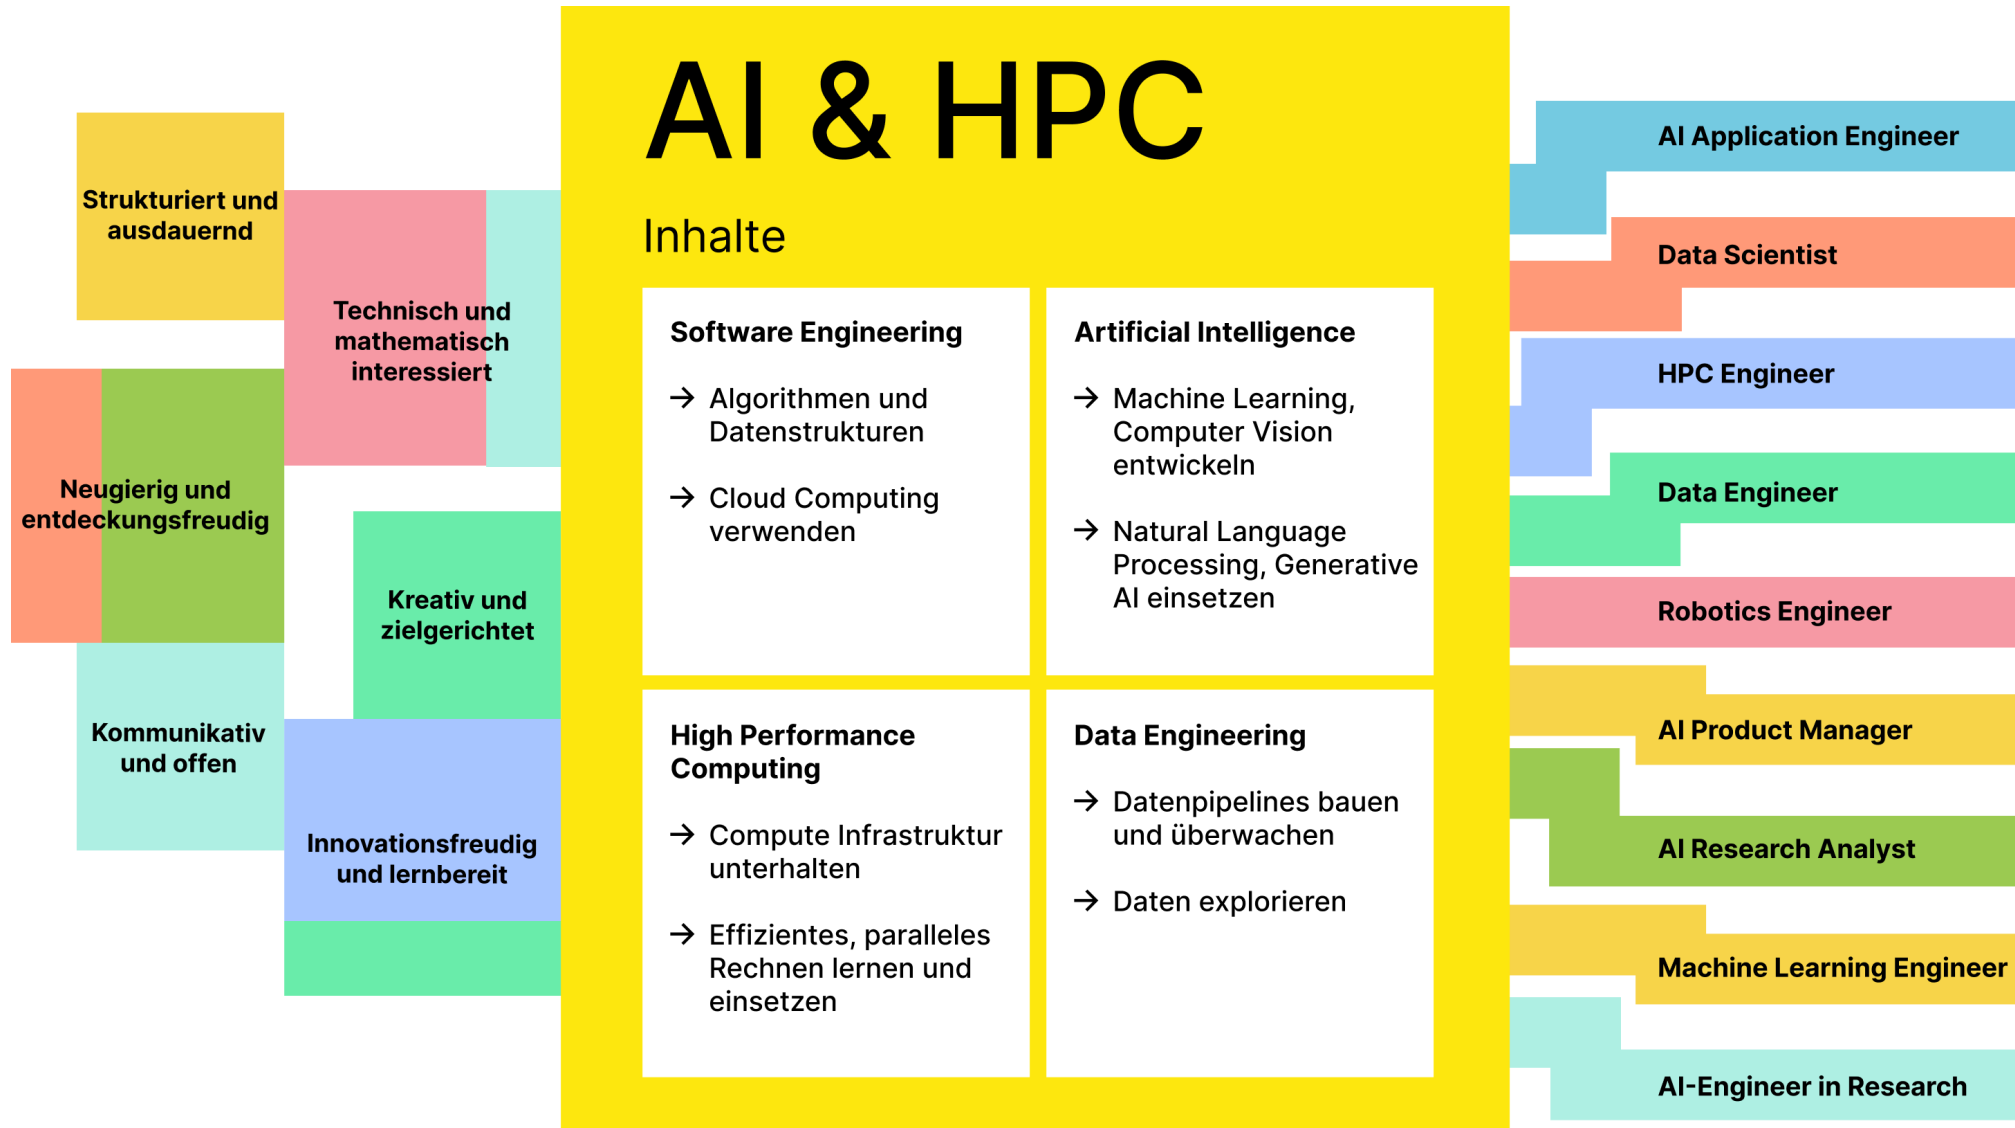 Strukturiert und
ausdauernd
Technisch und
mathematisch
interessiert
Neugierig und
entdeckungsfreudig
Kreativ und
zielgerichtet
Kommunikativ
und offen
Innovationsfreudig
und lernbereit
AI & HPC
Inhalte
Software Engineering
→ Algorithmen und
Datenstrukturen
→ Cloud Computing
verwenden
Artificial Intelligence
→ Machine Learning,
Computer Vision
entwickeln
→ Natural Language
Processing, Generative
AI einsetzen
High Performance
Computing
→ Compute Infrastruktur
unterhalten
→ Effizientes, paralleles
Rechnen lernen und
einsetzen
Data Engineering
→ Datenpipelines bauen
und überwachen
→ Daten explorieren
AI Application Engineer
Data Scientist
HPC Engineer
Data Engineer
Robotics Engineer
AI Product Manager
AI Research Analyst
Machine Learning Engineer
AI-Engineer in Research